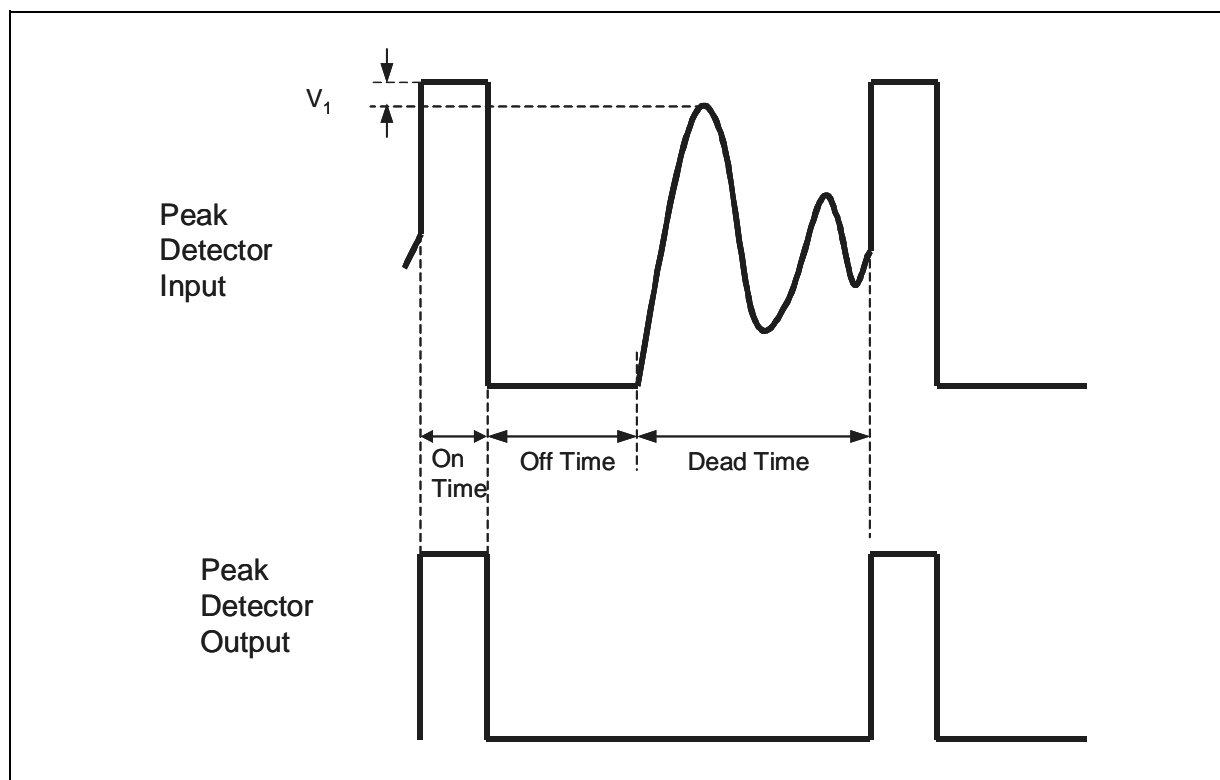 V1
Peak
Detector
Input
On
Time
Off Time
Dead Time
Peak
Detector
Output